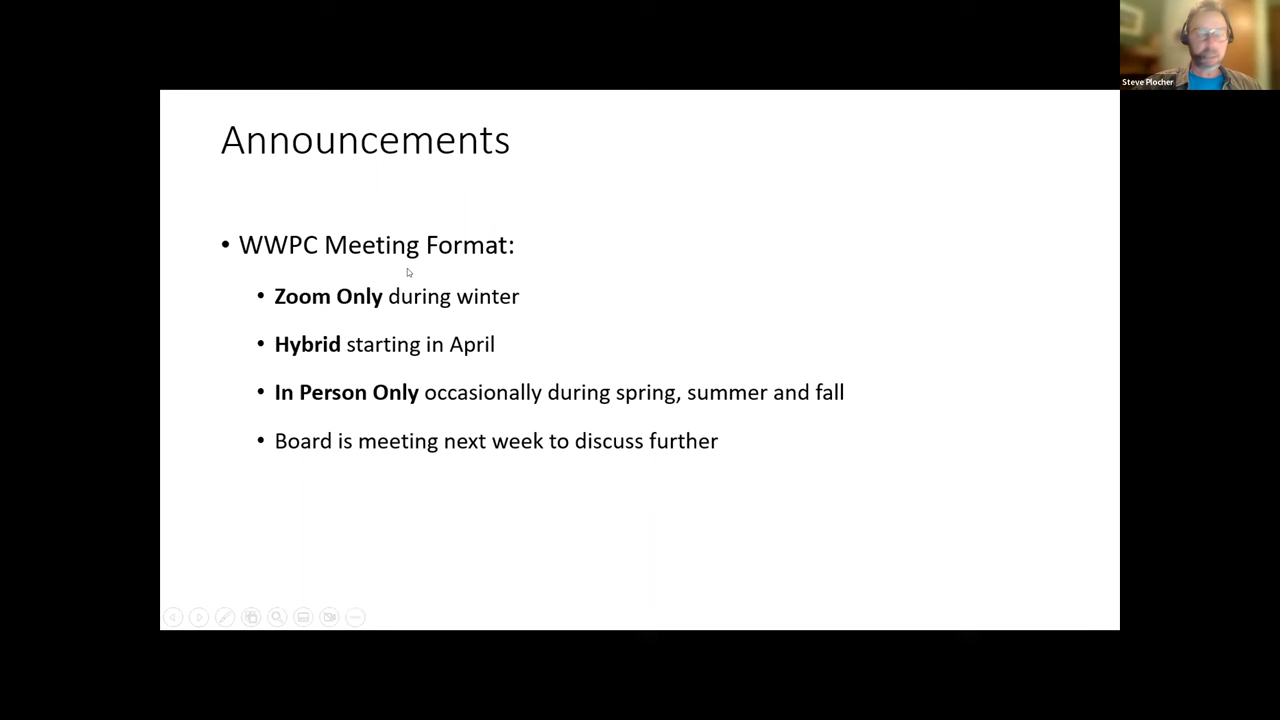 Steve Plocher
Announcements
• WWPC Meeting Format:
• Zoom Only during winter
• Hybrid starting in April
• In Person Only occasionally during spring, summer and fall
• Board is meeting next week to discuss further